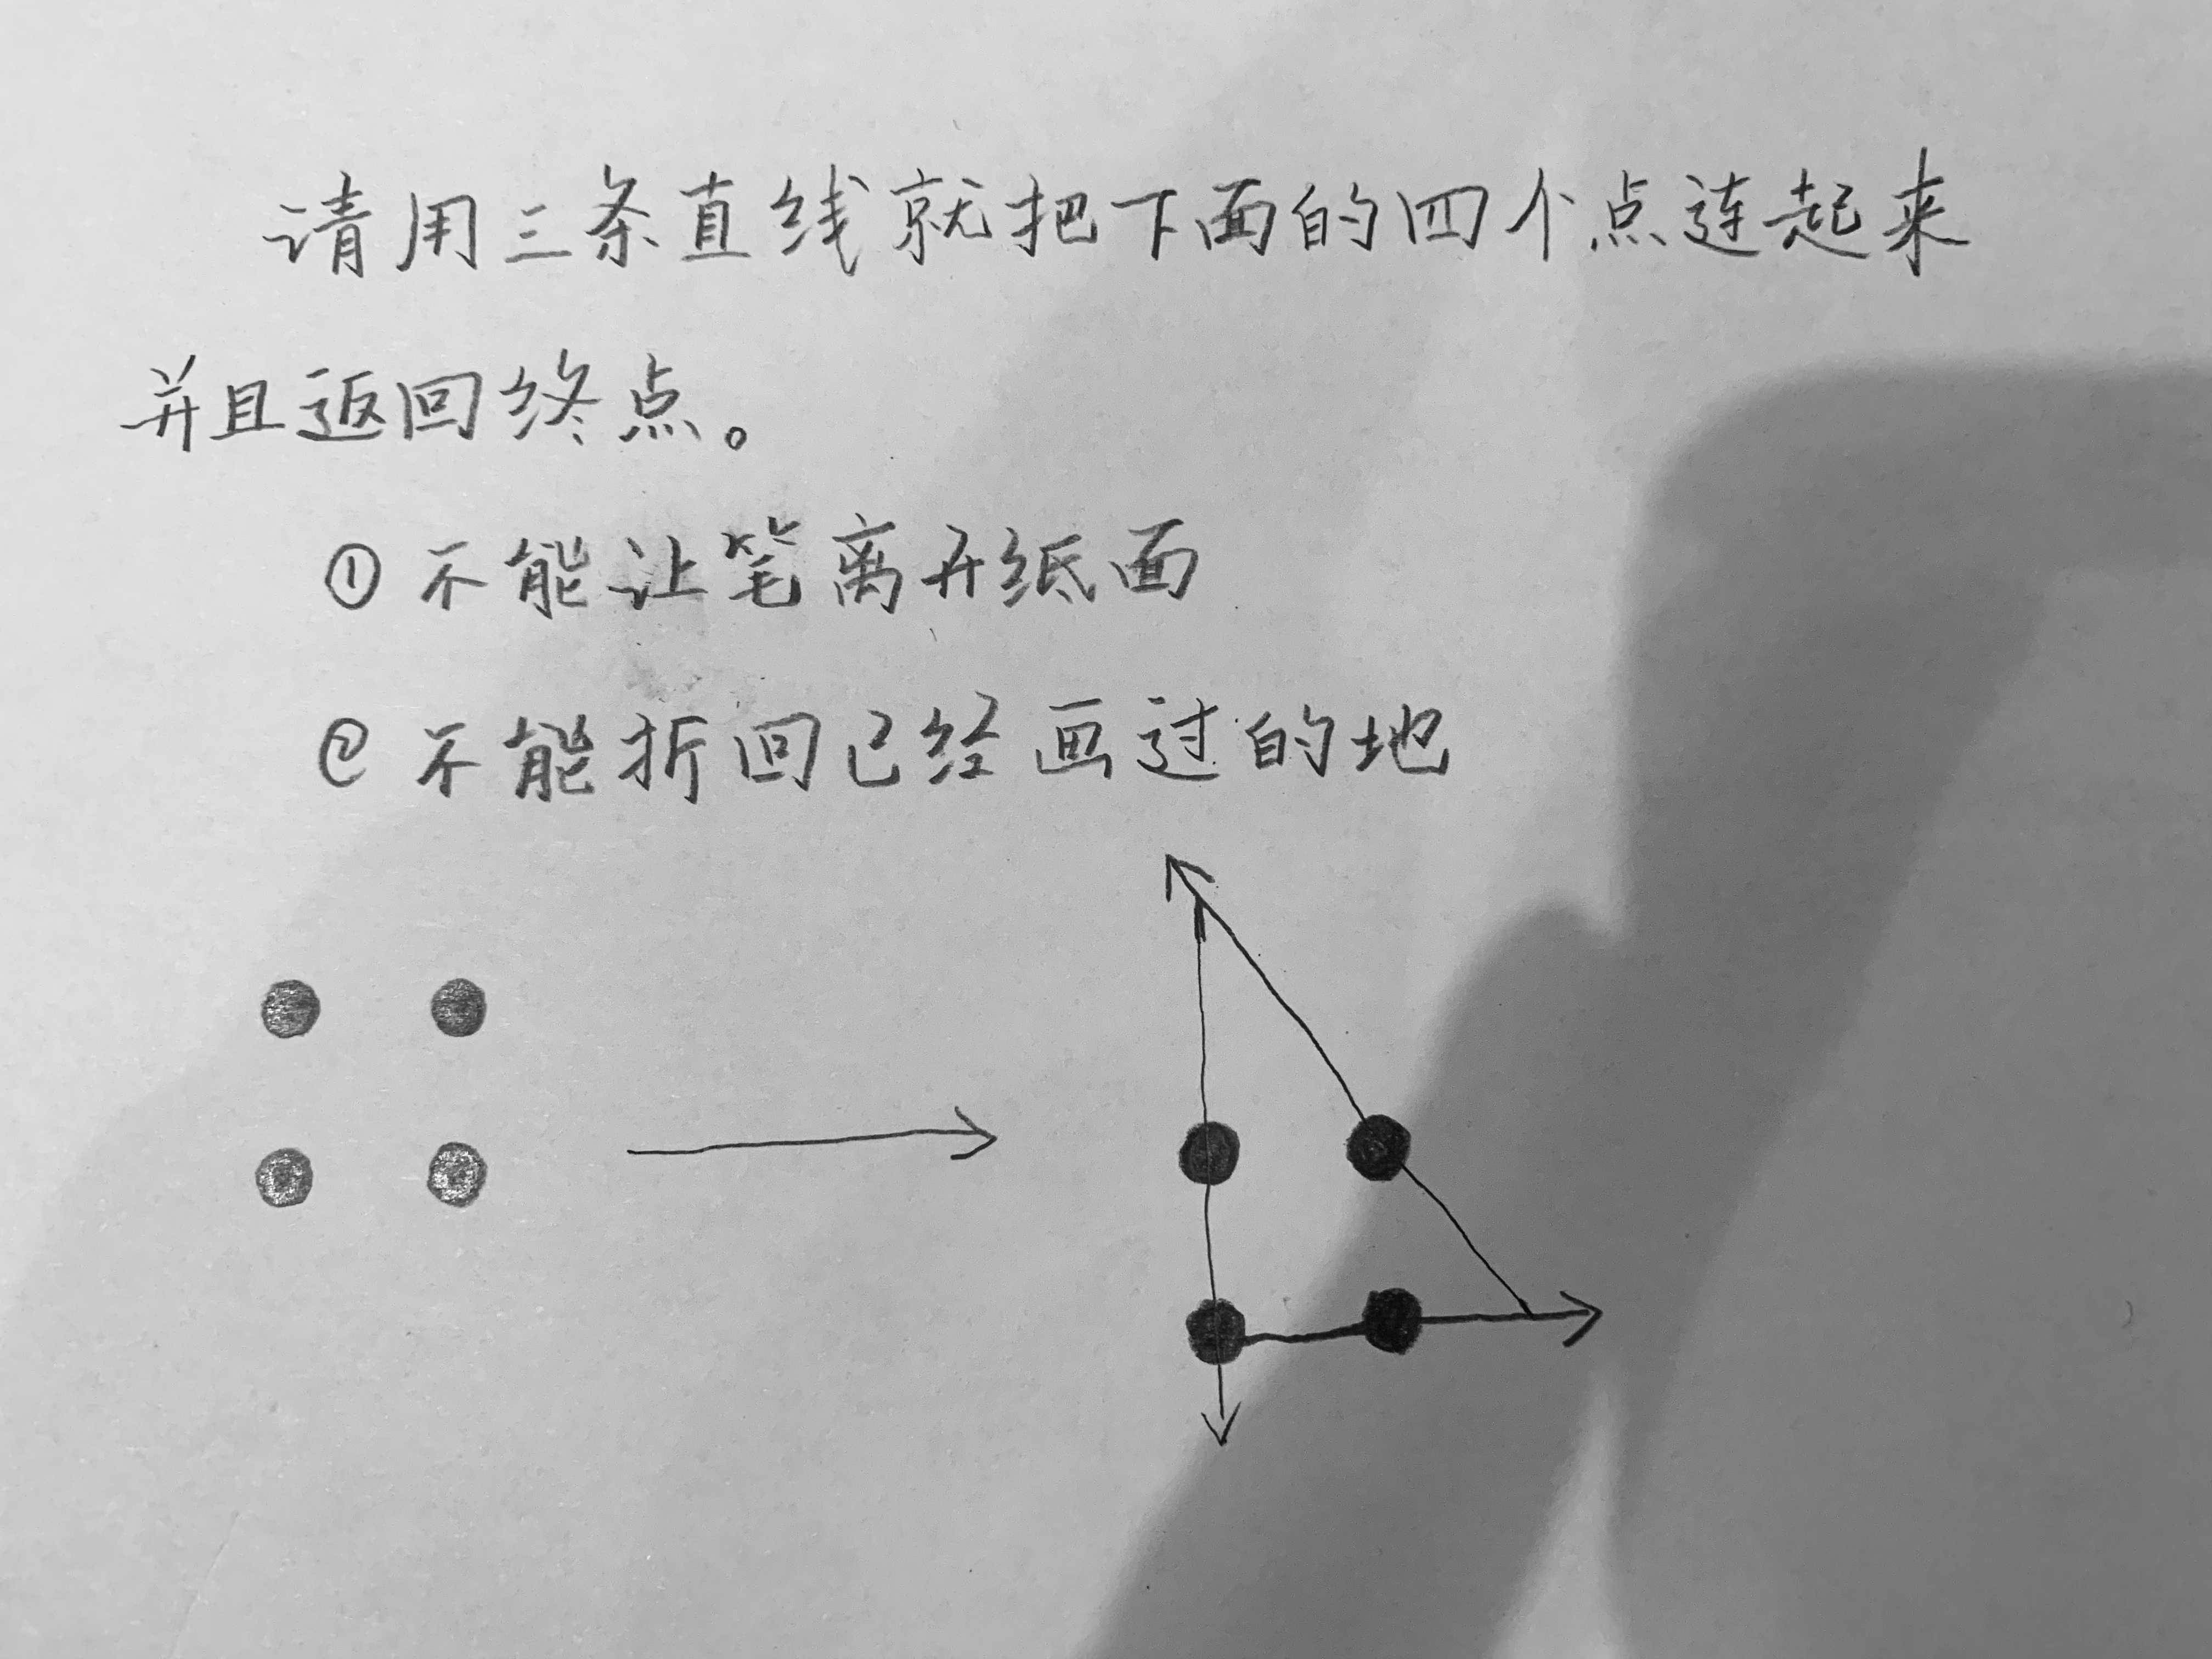 请用三条直线就把下面的四个点连起来
并且返回终点。
①不能让笔离开纸面
②不能折回已经画过的地